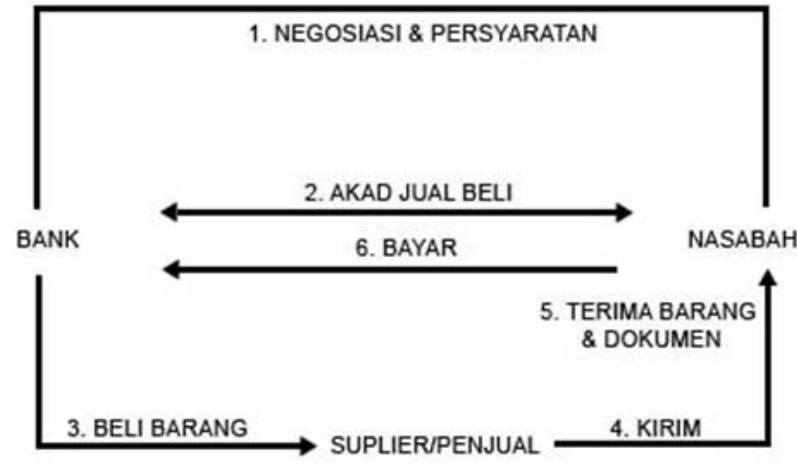 1. NEGOSIASI & PERSYARATAN
2. AKAD JUAL BELI
BANK
6. BAYAR
NASABAH
5. TERIMA BARANG
& DOKUMEN
3. BELI BARANG
SUPLIER/PENJUAL
4. KIRIM